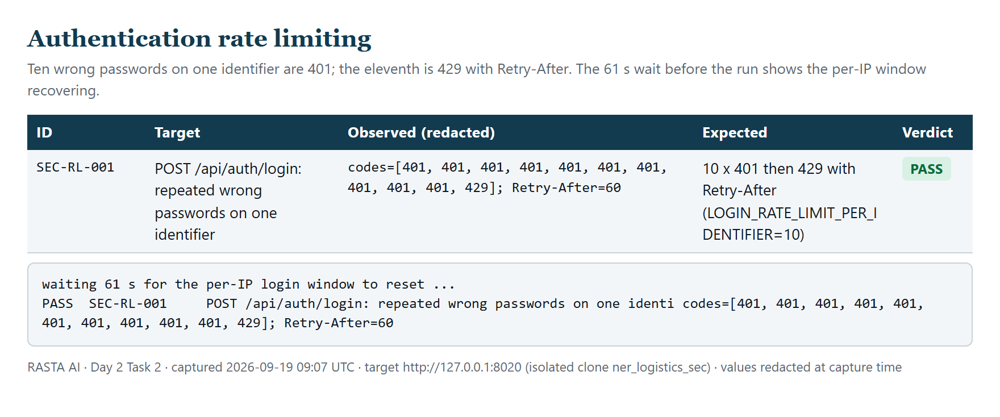 Authentication rate limiting
Ten wrong passwords on one identifier are 401; the eleventh is 429 with Retry-After. The 61 s wait before the run shows the per-IP window
recovering.
ID Target Observed (redacted) Expected Verdict
SEC-RL-001
POST /api/auth/login:
repeated wrong
passwords on one
identifier
codes=[401, 401, 401, 401, 401, 401, 401,
401, 401, 401, 429]; Retry-After=60
10 x 401 then 429 with
Retry-After
(LOGIN_RATE_LIMIT_PER_I
DENTIFIER=10)
PASS
waiting 61 s for the per-IP login window to reset ...
PASS  SEC-RL-001     POST /api/auth/login: repeated wrong passwords on one identi codes=[401, 401, 401, 401, 401,
401, 401, 401, 401, 401, 429]; Retry-After=60
RASTA AI · Day 2 Task 2 · captured 2026-09-19 09:07 UTC · target http://127.0.0.1:8020 (isolated clone ner_logistics_sec) · values redacted at capture time